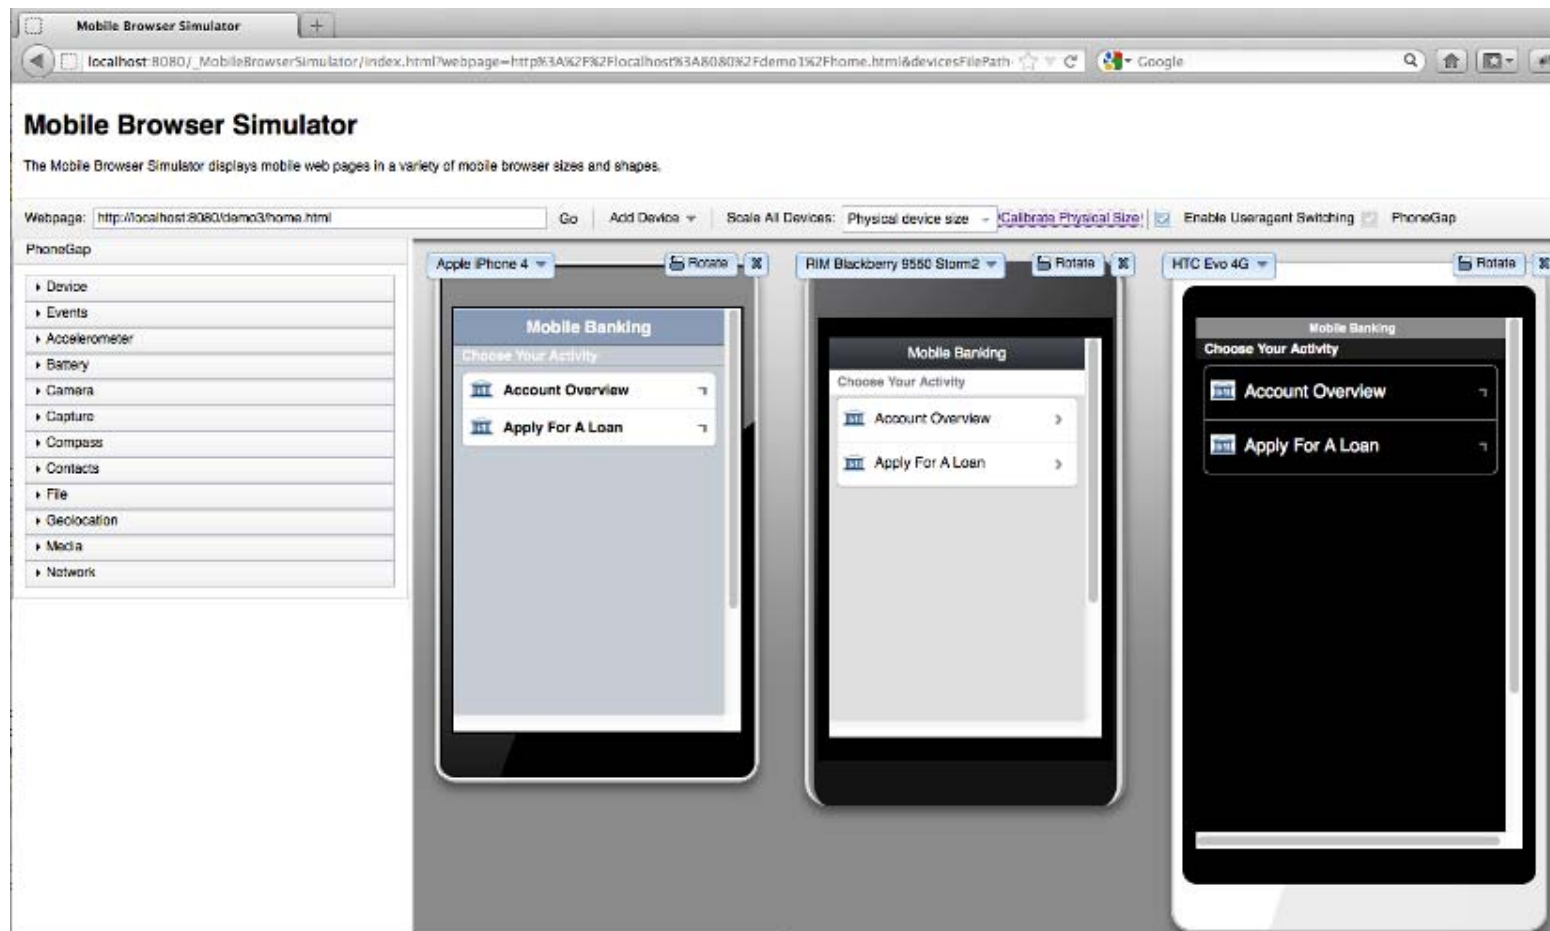 Mobile Browser Simulator
localhost:8080/_MobileBrowserSimulator/index.html?webpage=http%3A%2F%2Flocalhost%3A8080%2Fdemo1%2Fhome.html&devicesFilePath
Google
Mobile Browser Simulator
The Mobile Browser Simulator displays mobile web pages in a variety of mobile browser sizes and shapes.
Webpage: http://localhost:8080/demo3/home.html Go Add Device Scale All Devices: Physical device size Calibrate Physical Size Enable Useragent Switching PhoneGap
PhoneGap
Device
Events
Accelerometer
Battery
Camera
Capture
Compass
Contacts
File
Geolocation
Media
Network
Apple iPhone 4 Rotate
Mobile Banking
Choose Your Activity
Account Overview
Apply For A Loan
RIM Blackberry 9550 Storm2 Rotate
Mobile Banking
Choose Your Activity
Account Overview
Apply For A Loan
HTC Evo 4G Rotate
Mobile Banking
Choose Your Activity
Account Overview
Apply For A Loan